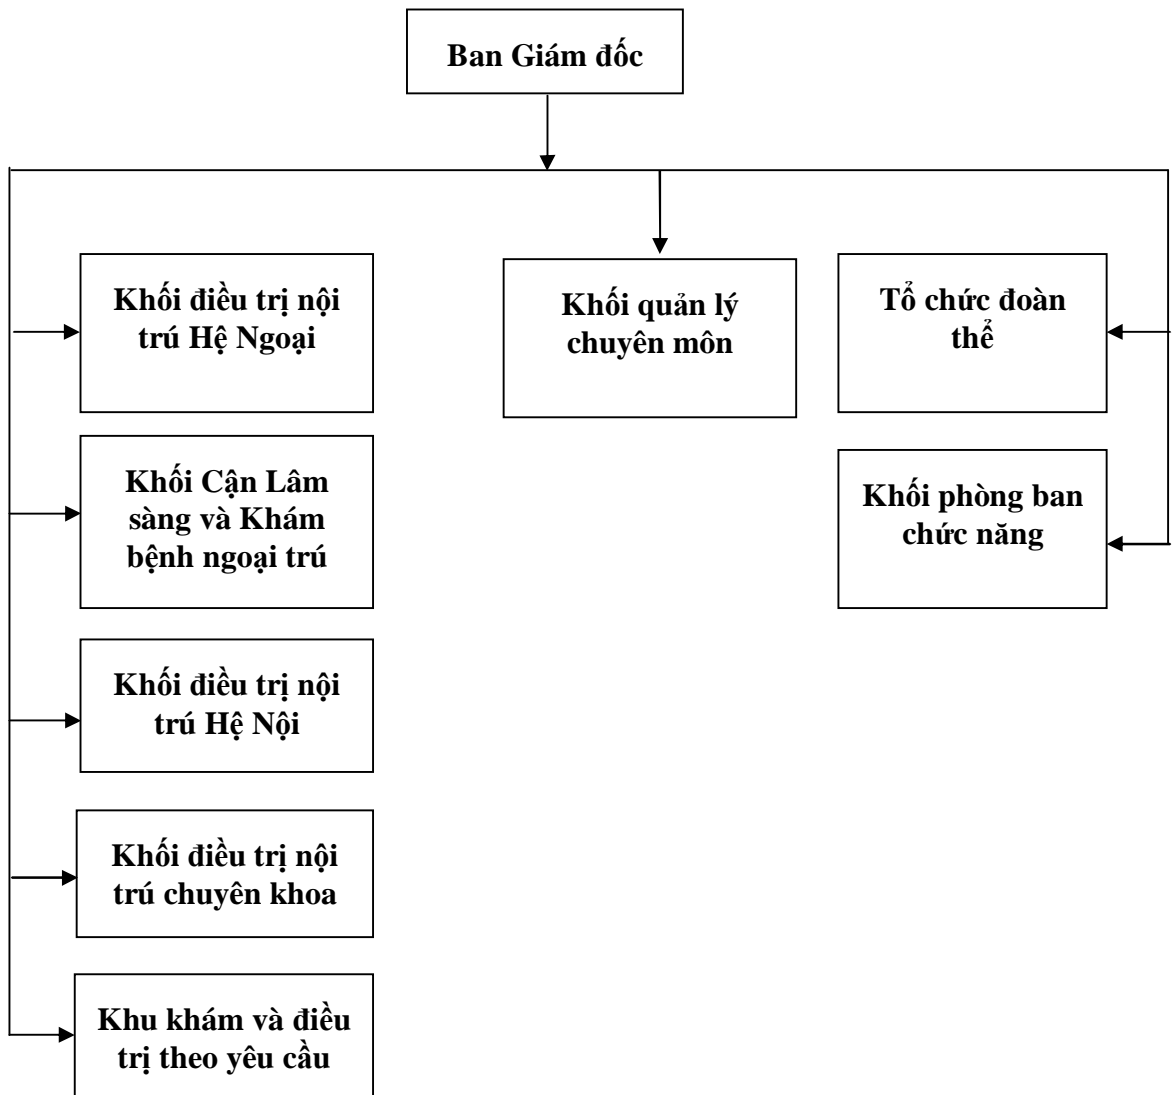 Ban Giám đốc
Khối điều trị nội
trú Hệ Ngoại
Khối quản lý
chuyên môn
Tổ chức đoàn
thể
Khối Cận Lâm
sàng và Khám
bệnh ngoại trú
Khối phòng ban
chức năng
Khối điều trị nội
trú Hệ Nội
Khối điều trị nội
trú chuyên khoa
Khu khám và điều
trị theo yêu cầu